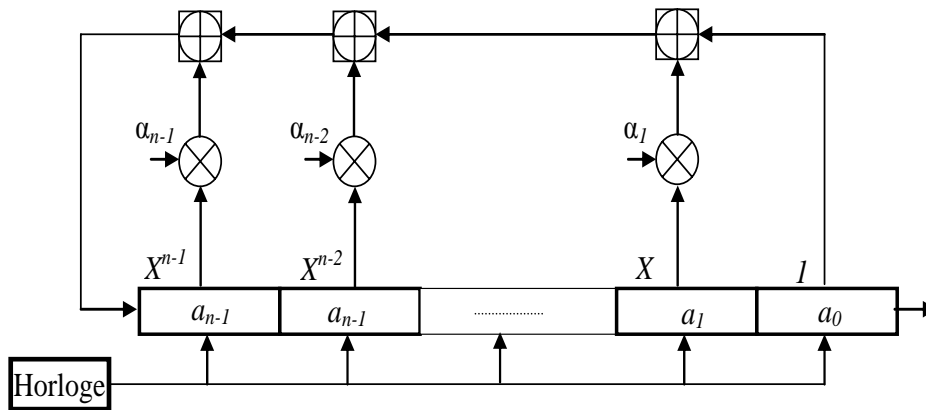 αn-1 αn-2 α1
Xn-1 Xn-2 X 1
an-1 an-1 .................... a1 a0
Horloge